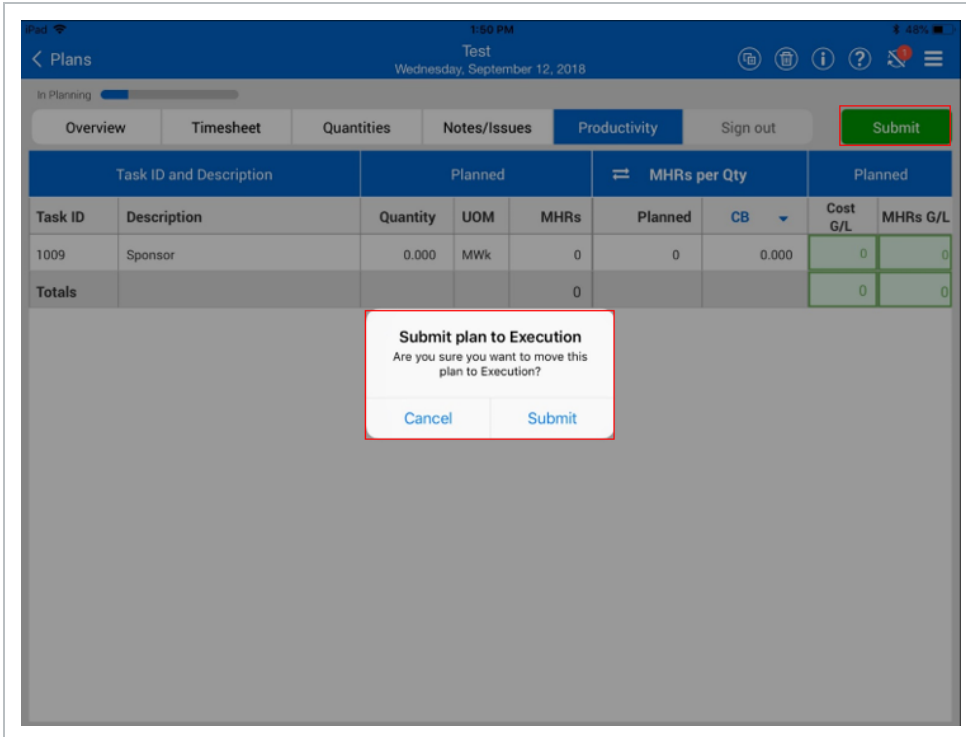 iPad 1:50 PM 48%
Plans
Test
Wednesday, September 12, 2018
1
In Planning
Overview Timesheet Quantities Notes/Issues Productivity Sign out Submit
Task ID and Description Planned MHRs per Qty Planned
Task ID Description Quantity UOM MHRs Planned CB Cost G/L MHRs G/L
1009 Sponsor 0.000 MWk 0 0 0.000 0 0
Totals 0 0 0
Submit plan to Execution
Are you sure you want to move this
plan to Execution?
Cancel Submit